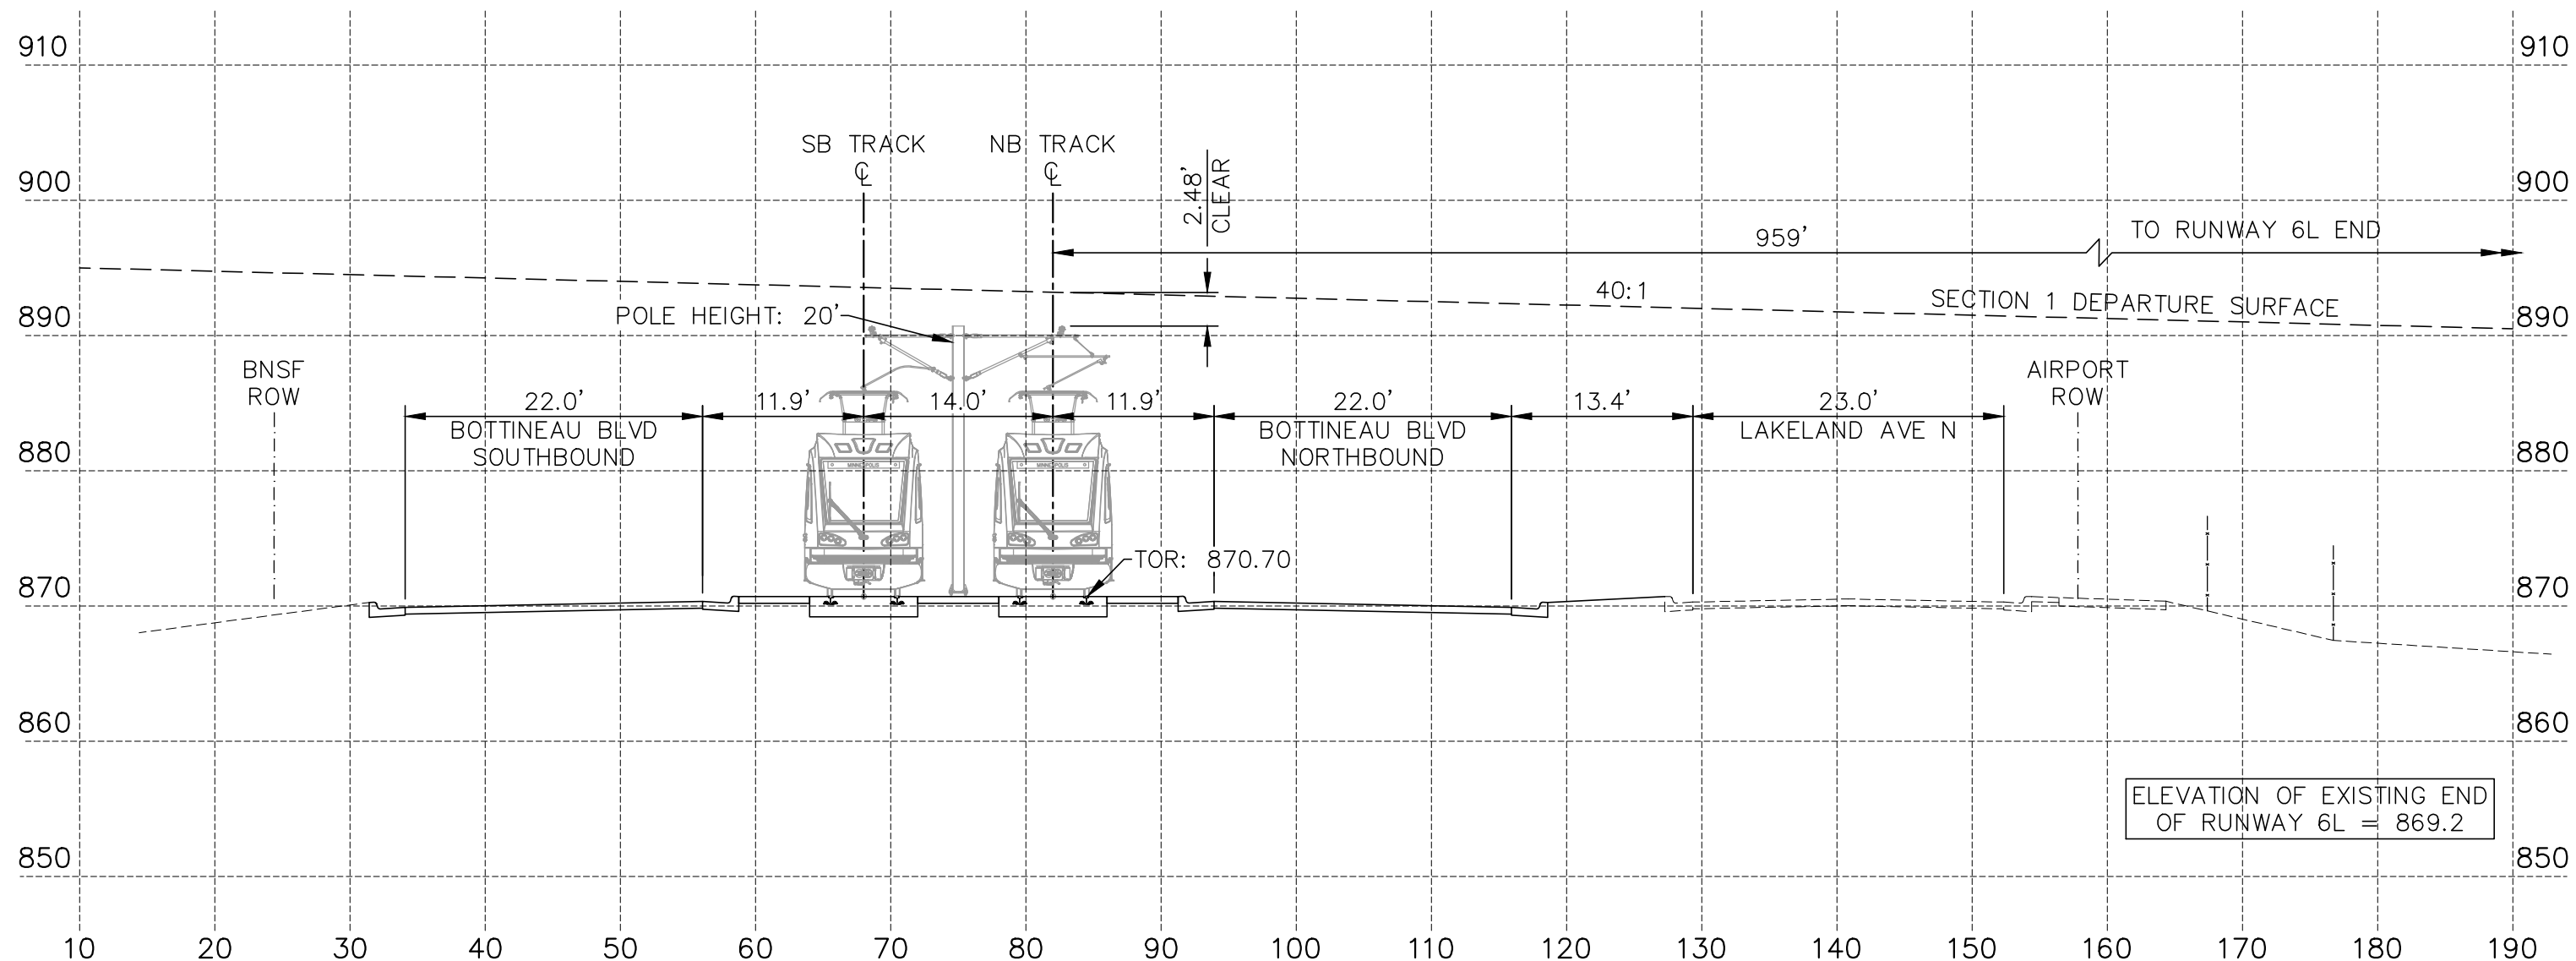 910
910
SB TRACK
NB TRACK
℄
℄
2.48'
CLEAR
900
900
959'
TO RUNWAY 6L END
40:1
SECTION 1 DEPARTURE SURFACE
POLE HEIGHT: 20'
890
890
BNSF
ROW
AIRPORT
ROW
22.0'
11.9'
14.0'
11.9'
22.0'
13.4'
23.0'
BOTTINEAU BLVD
SOUTHBOUND
BOTTINEAU BLVD
NORTHBOUND
LAKELAND AVE N
880
880
MINNEAPOLIS
MINNEAPOLIS
TOR: 870.70
870
870
860
860
ELEVATION OF EXISTING END
OF RUNWAY 6L = 869.2
850
850
10 20 30 40 50 60 70 80 90 100 110 120 130 140 150 160 170 180 190